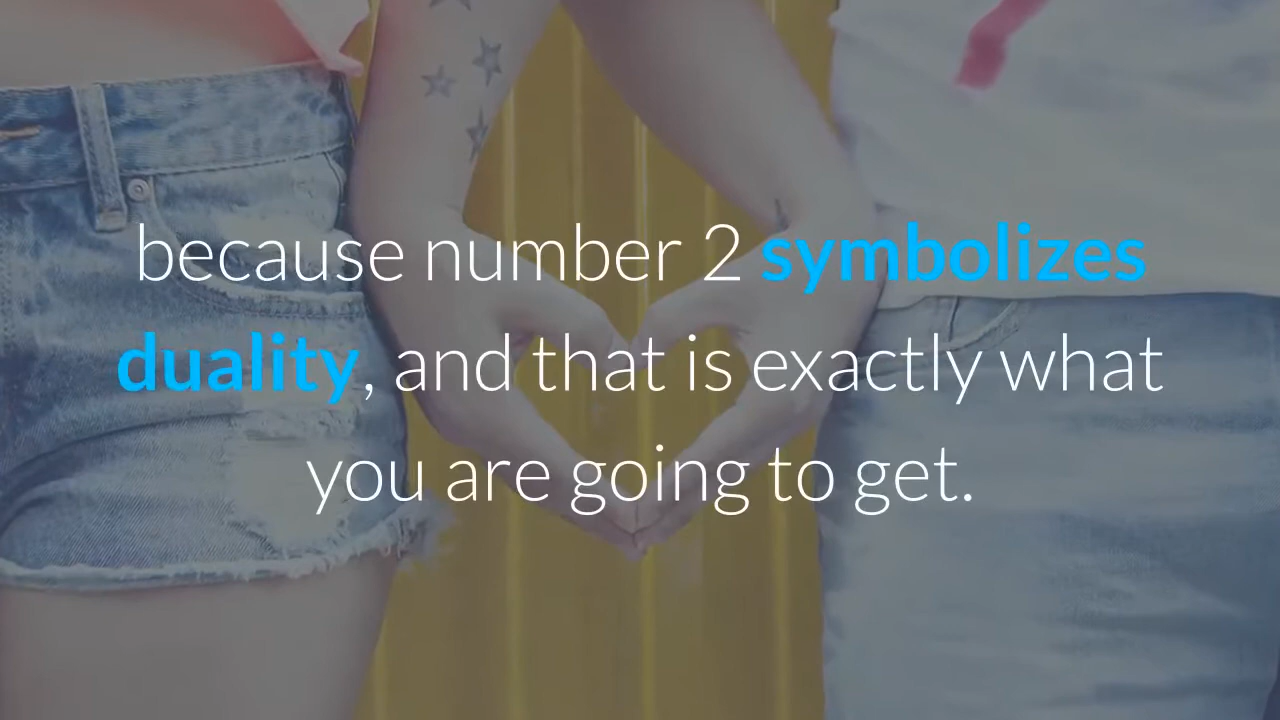 because number 2 symbolizes
duality, and that is exactly what
you are going to get.